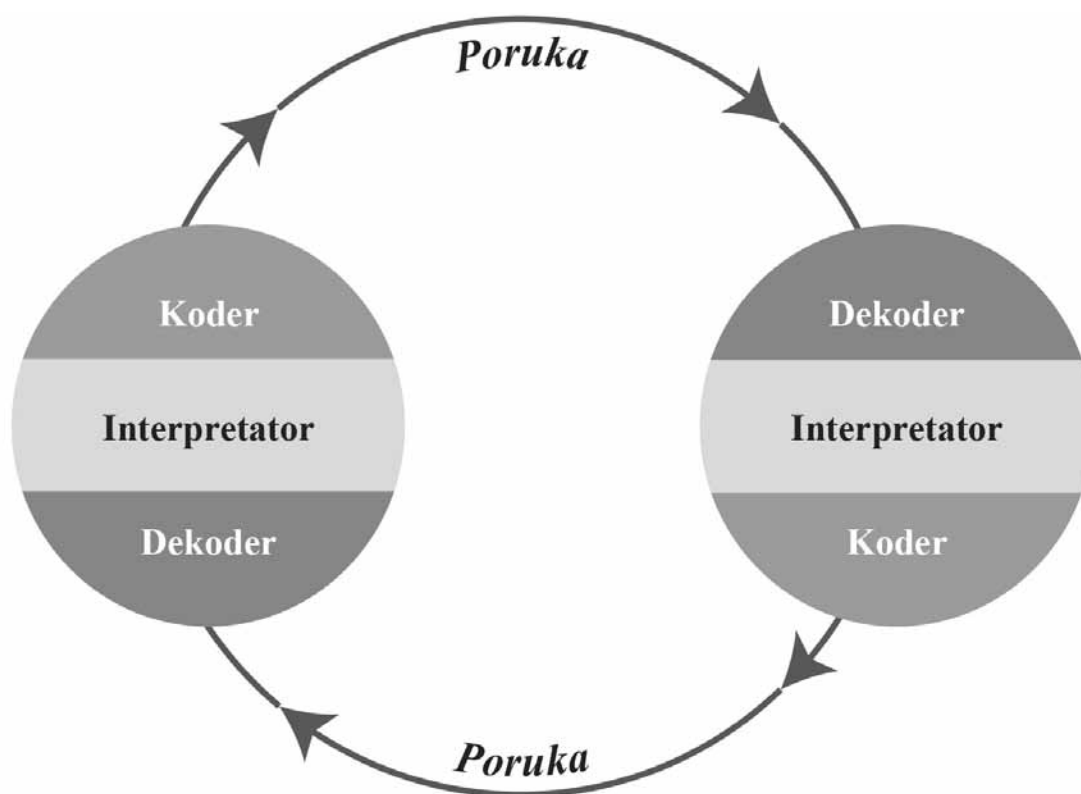 Poruka
Koder
Interpretator
Dekoder
Dekoder
Interpretator
Koder
Poruka